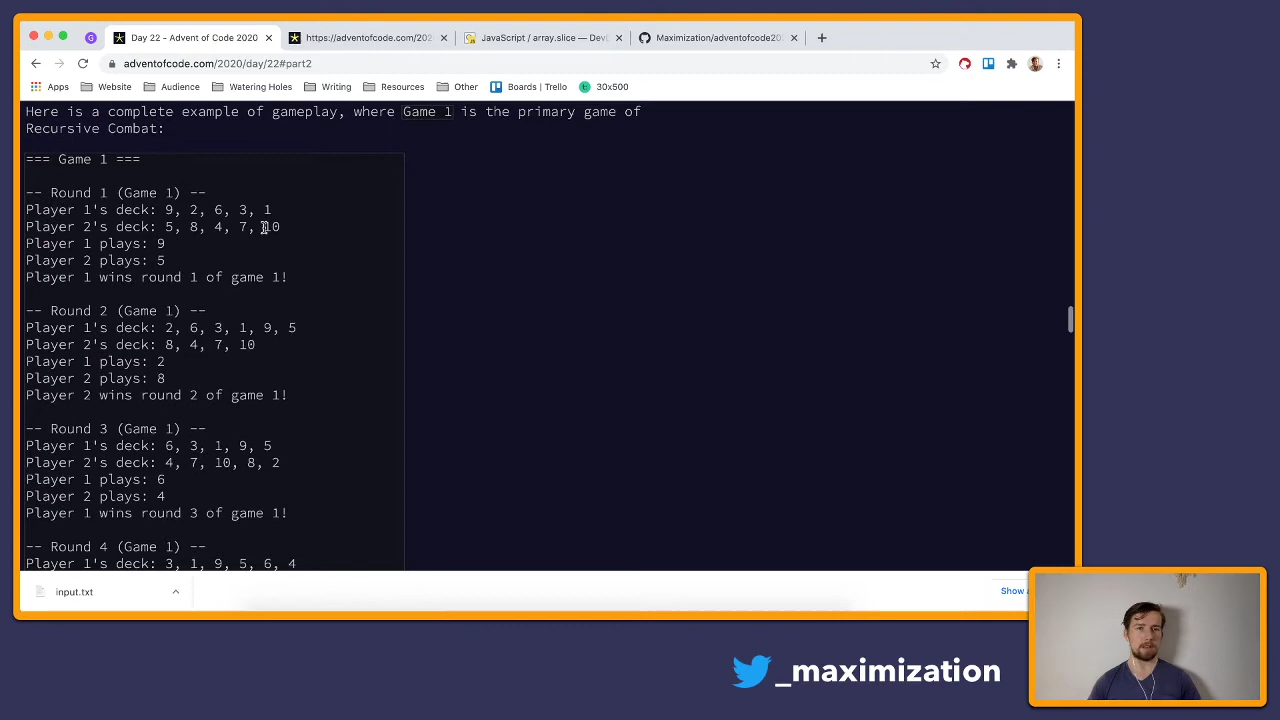 Day 22 - Advent of Code 2020
https://adventofcode.com/202
JavaScript / array.slice — DevD
Maximization/adventofcode202
adventofcode.com/2020/day/22#part2
Apps Website Audience Watering Holes Writing Resources Other Boards | Trello 30x500
Here is a complete example of gameplay, where Game 1 is the primary game of
Recursive Combat:
=== Game 1 ===
-- Round 1 (Game 1) --
Player 1's deck: 9, 2, 6, 3, 1
Player 2's deck: 5, 8, 4, 7, 10
Player 1 plays: 9
Player 2 plays: 5
Player 1 wins round 1 of game 1!
-- Round 2 (Game 1) --
Player 1's deck: 2, 6, 3, 1, 9, 5
Player 2's deck: 8, 4, 7, 10
Player 1 plays: 2
Player 2 plays: 8
Player 2 wins round 2 of game 1!
-- Round 3 (Game 1) --
Player 1's deck: 6, 3, 1, 9, 5
Player 2's deck: 4, 7, 10, 8, 2
Player 1 plays: 6
Player 2 plays: 4
Player 1 wins round 3 of game 1!
-- Round 4 (Game 1) --
Player 1's deck: 3, 1, 9, 5, 6, 4
input.txt
Show
_maximization